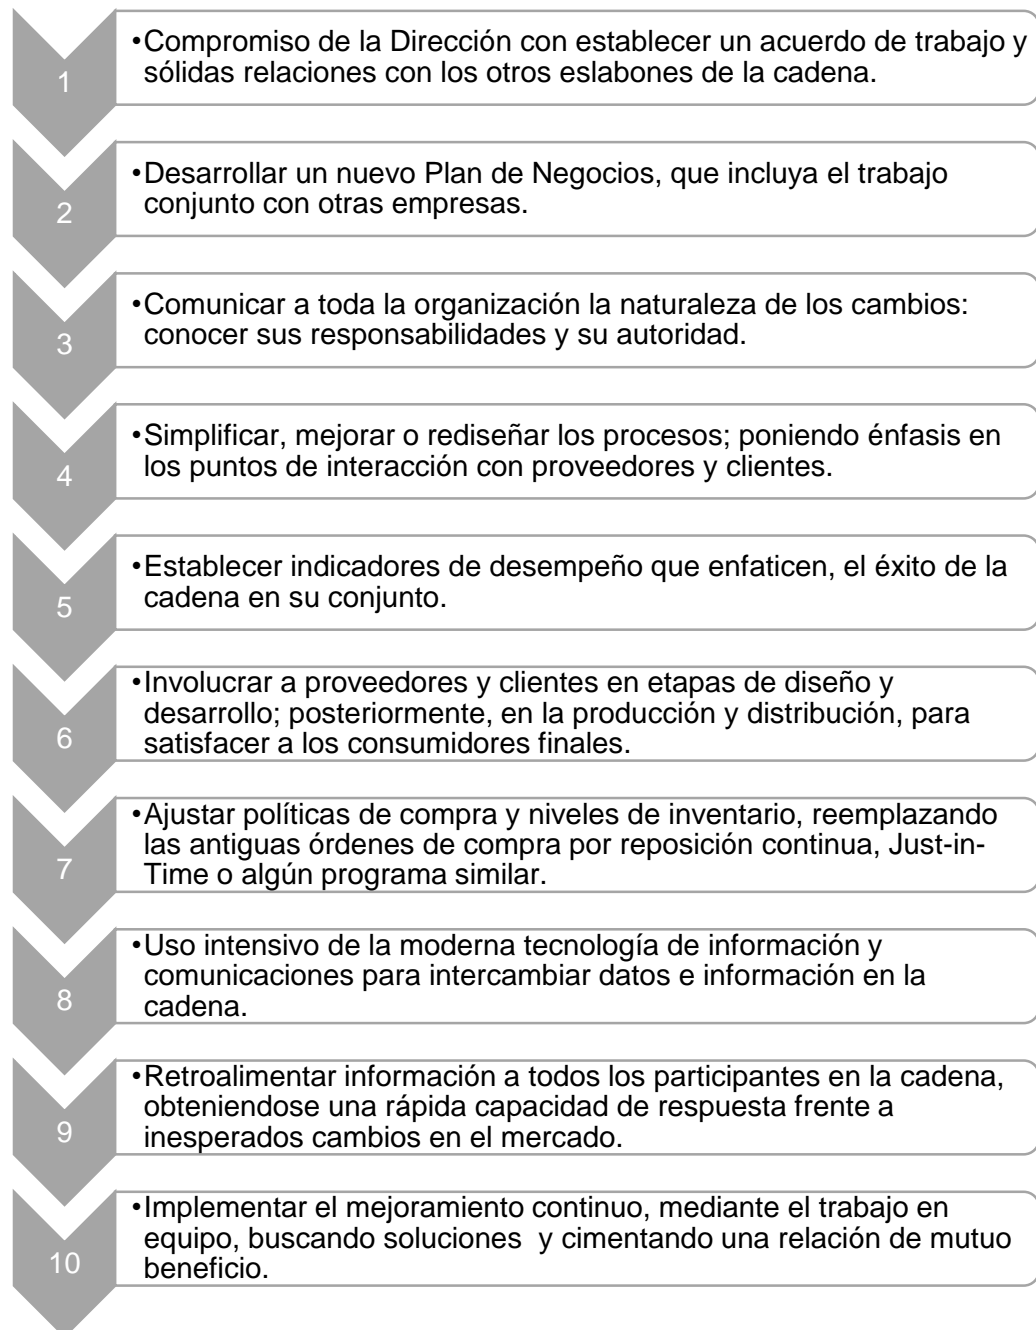 1
•Compromiso de la Dirección con establecer un acuerdo de trabajo y
sólidas relaciones con los otros eslabones de la cadena.
2
•Desarrollar un nuevo Plan de Negocios, que incluya el trabajo
conjunto con otras empresas.
3
•Comunicar a toda la organización la naturaleza de los cambios:
conocer sus responsabilidades y su autoridad.
4
•Simplificar, mejorar o rediseñar los procesos; poniendo énfasis en
los puntos de interacción con proveedores y clientes.
5
•Establecer indicadores de desempeño que enfaticen, el éxito de la
cadena en su conjunto.
6
•Involucrar a proveedores y clientes en etapas de diseño y
desarrollo; posteriormente, en la producción y distribución, para
satisfacer a los consumidores finales.
7
•Ajustar políticas de compra y niveles de inventario, reemplazando
las antiguas órdenes de compra por reposición continua, Just-in-
Time o algún programa similar.
8
•Uso intensivo de la moderna tecnología de información y
comunicaciones para intercambiar datos e información en la
cadena.
9
•Retroalimentar información a todos los participantes en la cadena,
obteniendose una rápida capacidad de respuesta frente a
inesperados cambios en el mercado.
10
•Implementar el mejoramiento continuo, mediante el trabajo en
equipo, buscando soluciones  y cimentando una relación de mutuo
beneficio.